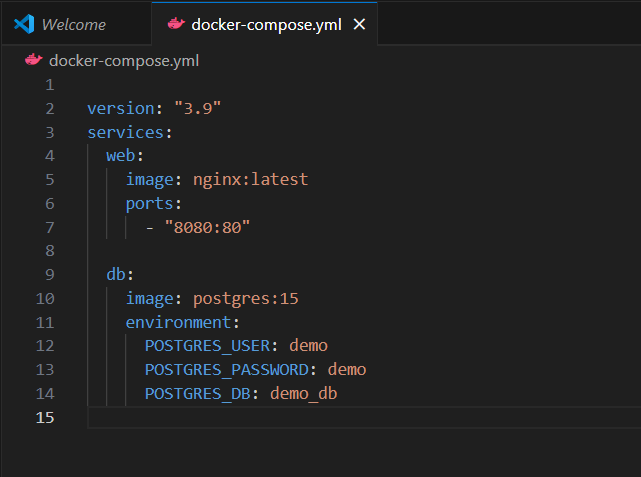 Welcome docker-compose.yml
docker-compose.yml
1
2 version: "3.9"
3 services:
4   web:
5     image: nginx:latest
6     ports:
7       - "8080:80"
8
9   db:
10     image: postgres:15
11     environment:
12       POSTGRES_USER: demo
13       POSTGRES_PASSWORD: demo
14       POSTGRES_DB: demo_db
15